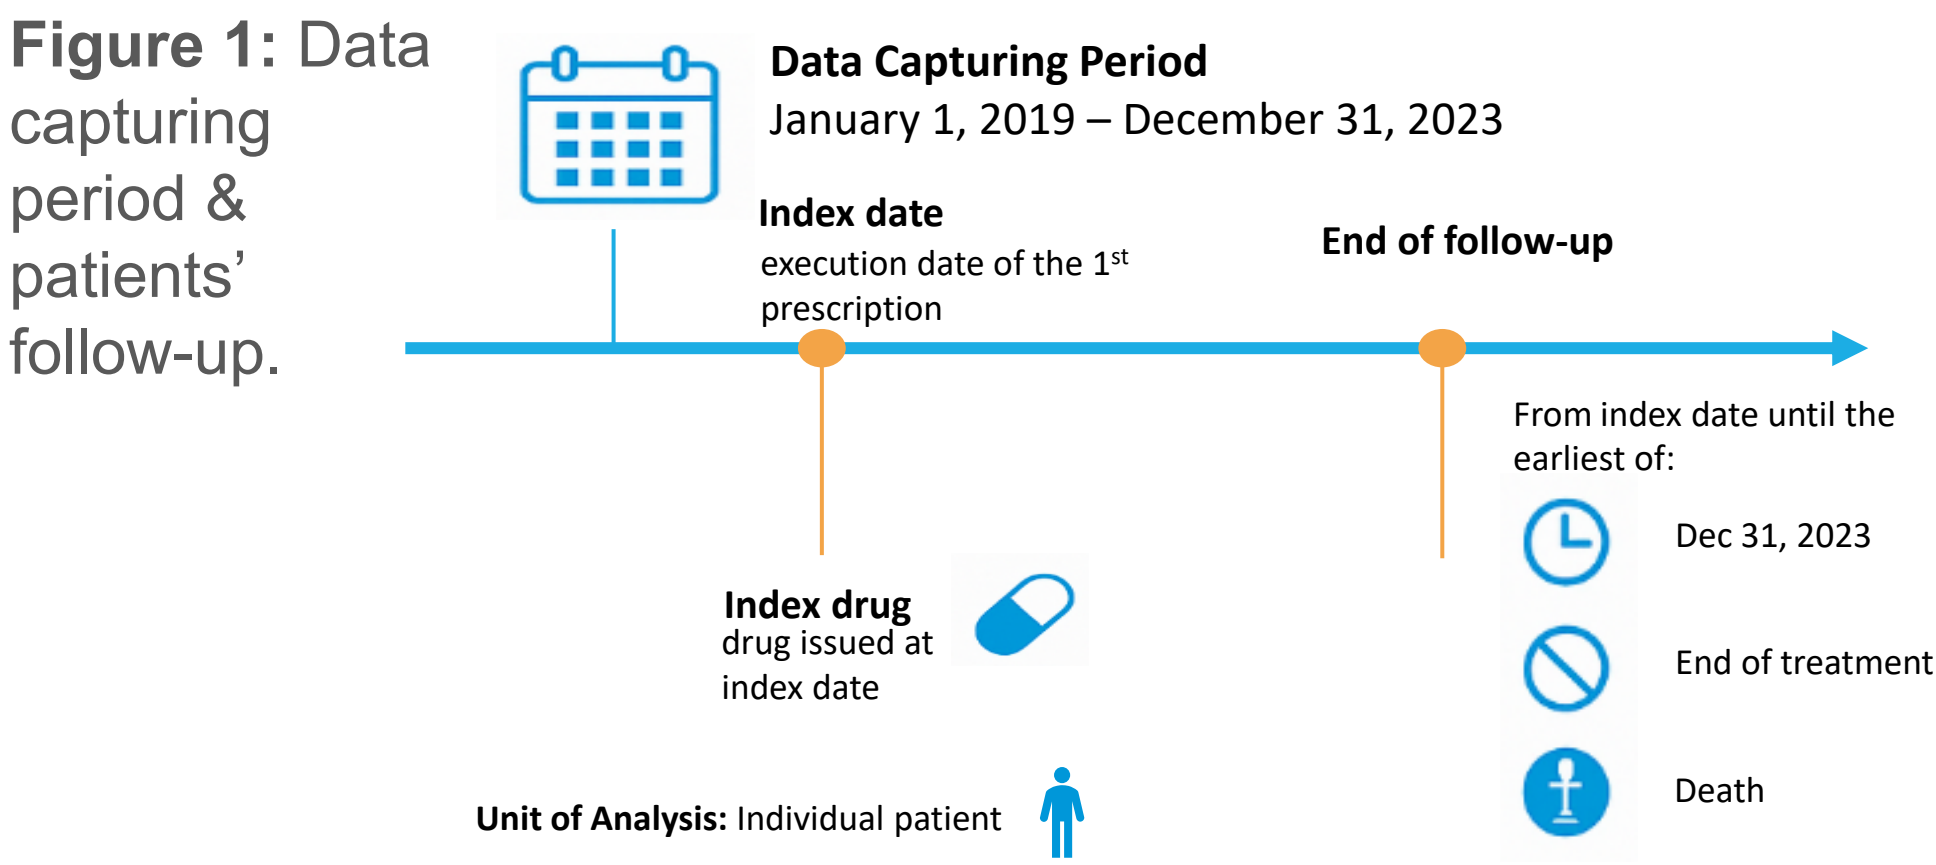 Figure 1: Data
capturing
period &
patients’
follow-up.
Data Capturing Period
January 1, 2019 – December 31, 2023
Index date
execution date of the 1st
prescription
End of follow-up
From index date until the
earliest of:
Dec 31, 2023
End of treatment
Death
Index drug
drug issued at
index date
Unit of Analysis: Individual patient